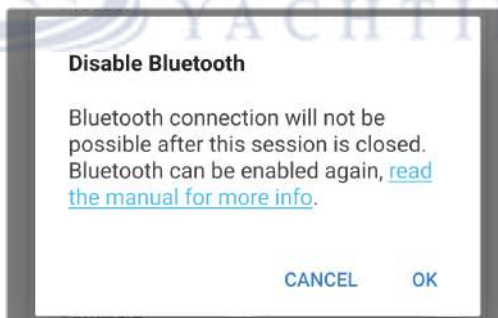 YACHTI
Disable Bluetooth
Bluetooth connection will not be
possible after this session is closed.
Bluetooth can be enabled again, read
the manual for more info.
CANCEL OK